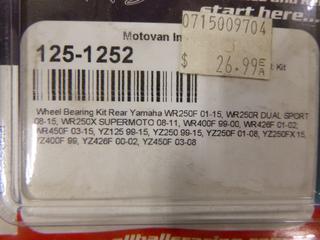 start here...
0715009704
Motovan In
125-1252
$ 26.99 EA
Kit
Wheel Bearing Kit Rear Yamaha WR250F 01-15, WR250R DUAL SPORT
08-15, WR250X SUPERMOTO 08-11, WR400F 99-00, WR426F 01-02,
WR450F 03-15, YZ125 99-15, YZ250 99-15, YZ250F 01-08, YZ250FX 15,
YZ400F 99, YZ426F 00-02, YZ450F 03-08